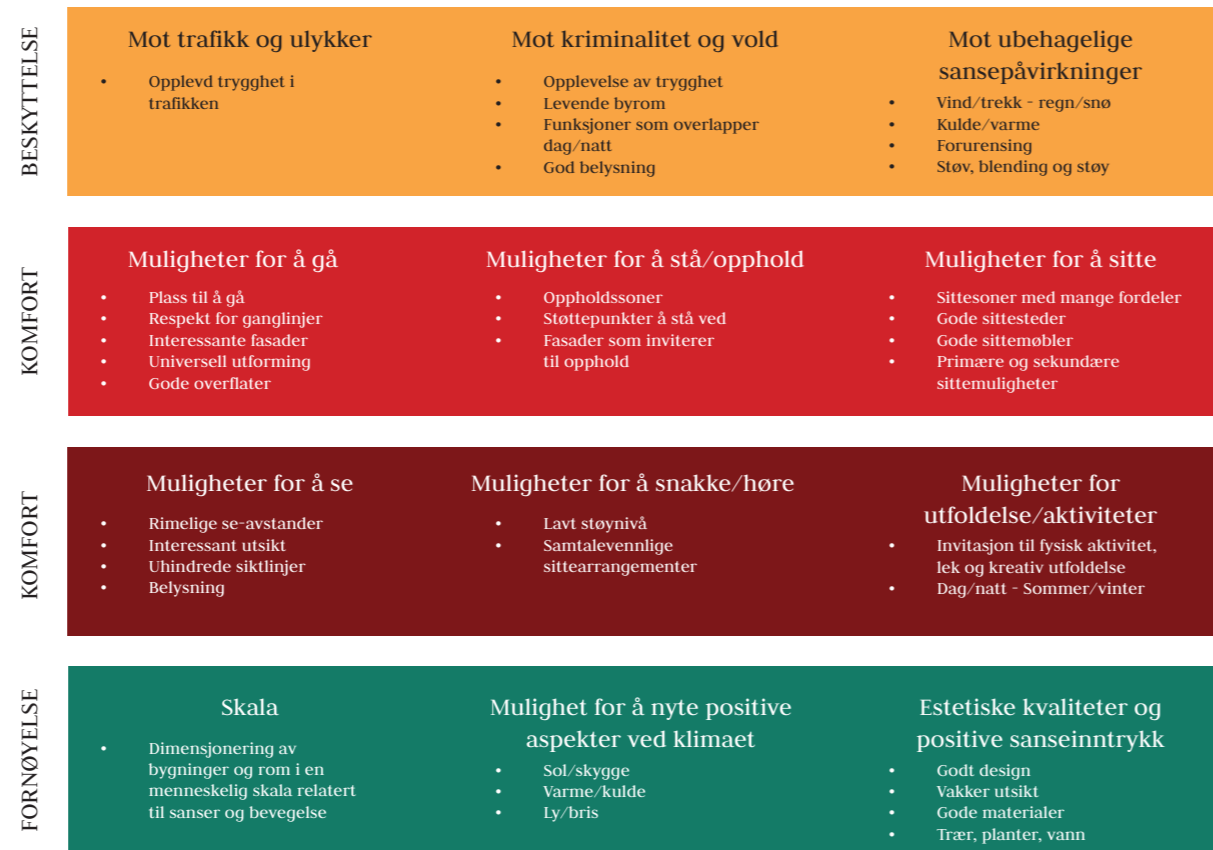 BESKYTTELSE
Mot trafikk og ulykker
• Opplevd trygghet i
trafikken
Mot kriminalitet og vold
• Opplevelse av trygghet
• Levende byrom
• Funksjoner som overlapper
dag/natt
• God belysning
Mot ubehagelige
sansepåvirkninger
• Vind/trekk - regn/snø
• Kulde/varme
• Forurensing
• Støv, blending og støy
KOMFORT
Muligheter for å gå
• Plass til å gå
• Respekt for ganglinjer
• Interessante fasader
• Universell utforming
• Gode overflater
Muligheter for å stå/opphold
• Oppholdssoner
• Støttepunkter å stå ved
• Fasader som inviterer
til opphold
Muligheter for å sitte
• Sittesoner med mange fordeler
• Gode sittesteder
• Gode sittemøbler
• Primære og sekundære
sittemuligheter
KOMFORT
Muligheter for å se
• Rimelige se-avstander
• Interessant utsikt
• Uhindrede siktlinjer
• Belysning
Muligheter for å snakke/høre
• Lavt støynivå
• Samtalevennlige
sittearrangementer
Muligheter for
utfoldelse/aktiviteter
• Invitasjon til fysisk aktivitet,
lek og kreativ utfoldelse
• Dag/natt - Sommer/vinter
FORNØYELSE
Skala
• Dimensjonering av
bygninger og rom i en
menneskelig skala relatert
til sanser og bevegelse
Mulighet for å nyte positive
aspekter ved klimaet
• Sol/skygge
• Varme/kulde
• Ly/bris
Estetiske kvaliteter og
positive sanseinntrykk
• Godt design
• Vakker utsikt
• Gode materialer
• Trær, planter, vann